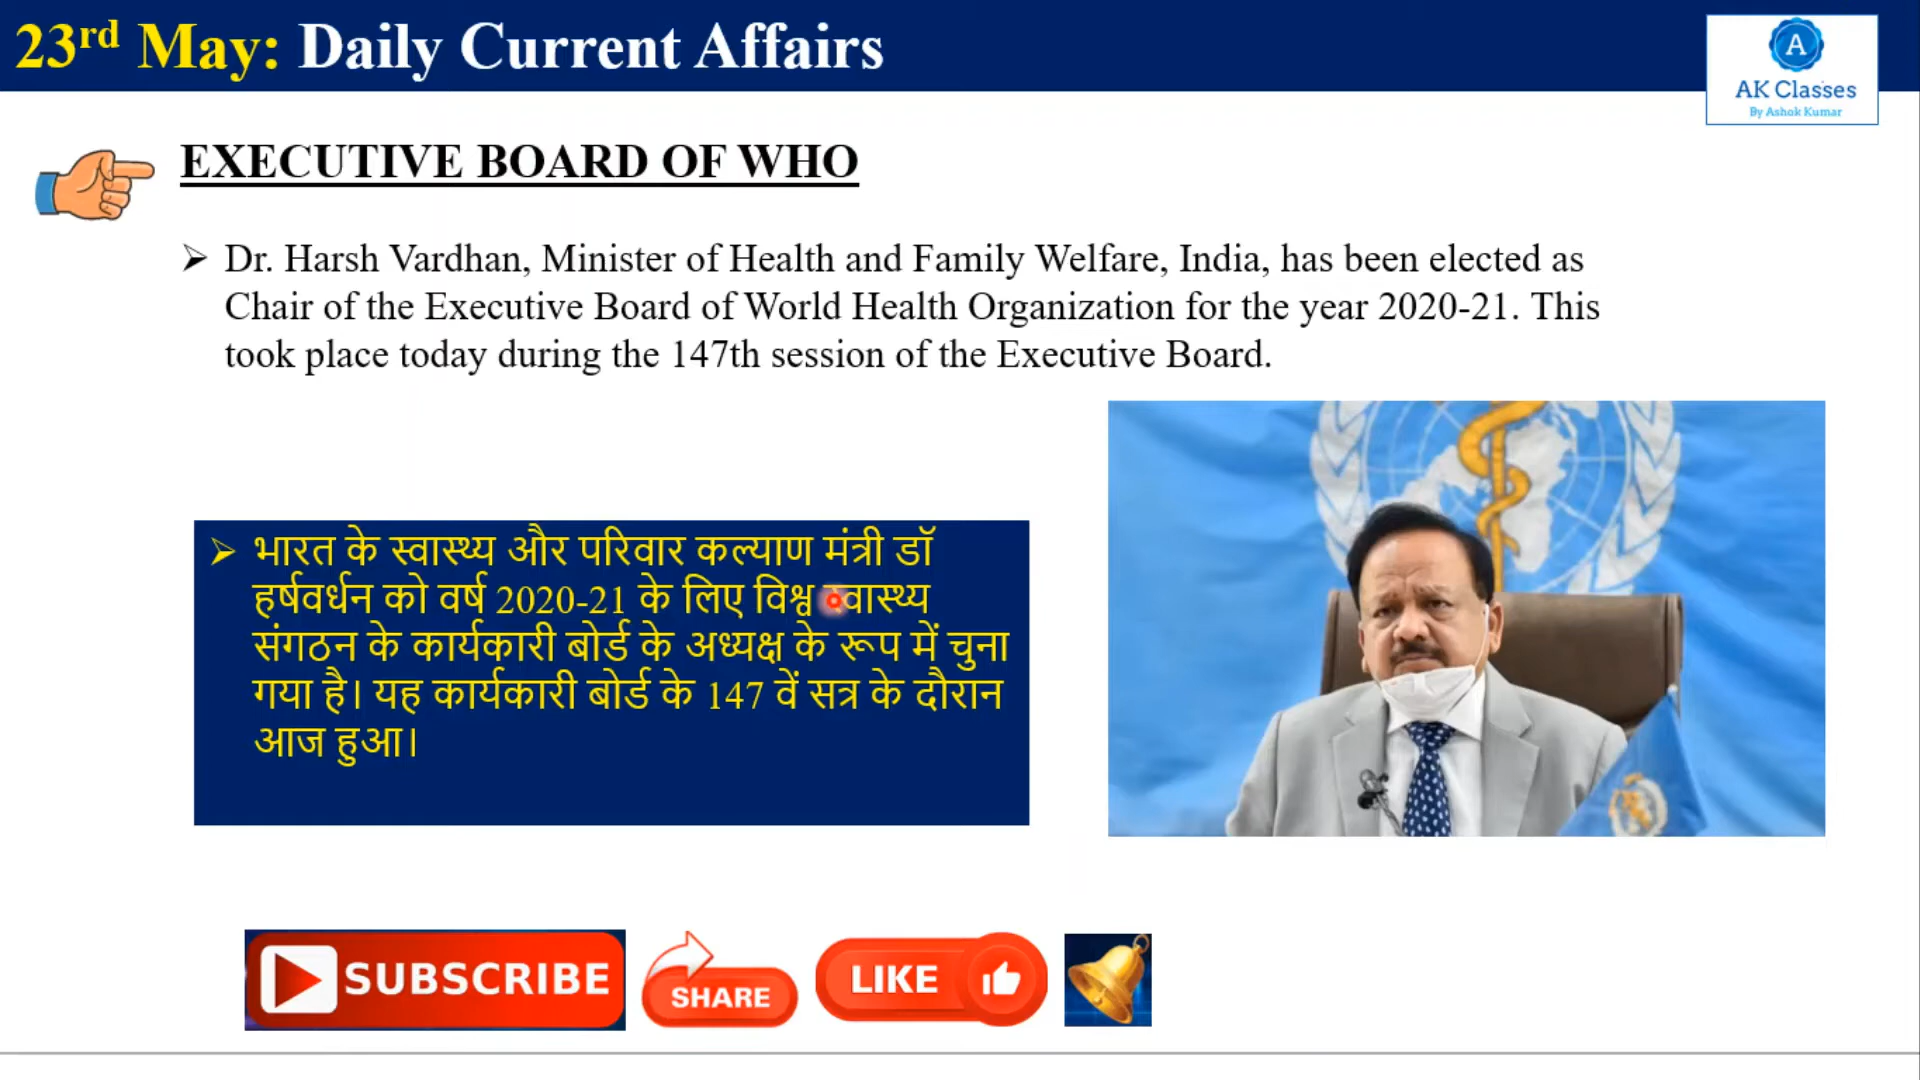 23rd May: Daily Current Affairs
A
AK Classes
By Ashok Kumar
EXECUTIVE BOARD OF WHO
➢ Dr. Harsh Vardhan, Minister of Health and Family Welfare, India, has been elected as
Chair of the Executive Board of World Health Organization for the year 2020-21. This
took place today during the 147th session of the Executive Board.
➢ भारत के स्वास्थ्य और परिवार कल्याण मंत्री डॉ
हर्षवर्धन को वर्ष 2020-21 के लिए विश्व स्वास्थ्य
संगठन के कार्यकारी बोर्ड के अध्यक्ष के रूप में चुना
गया है। यह कार्यकारी बोर्ड के 147 वें सत्र के दौरान
आज हुआ।
SUBSCRIBE
SHARE
LIKE